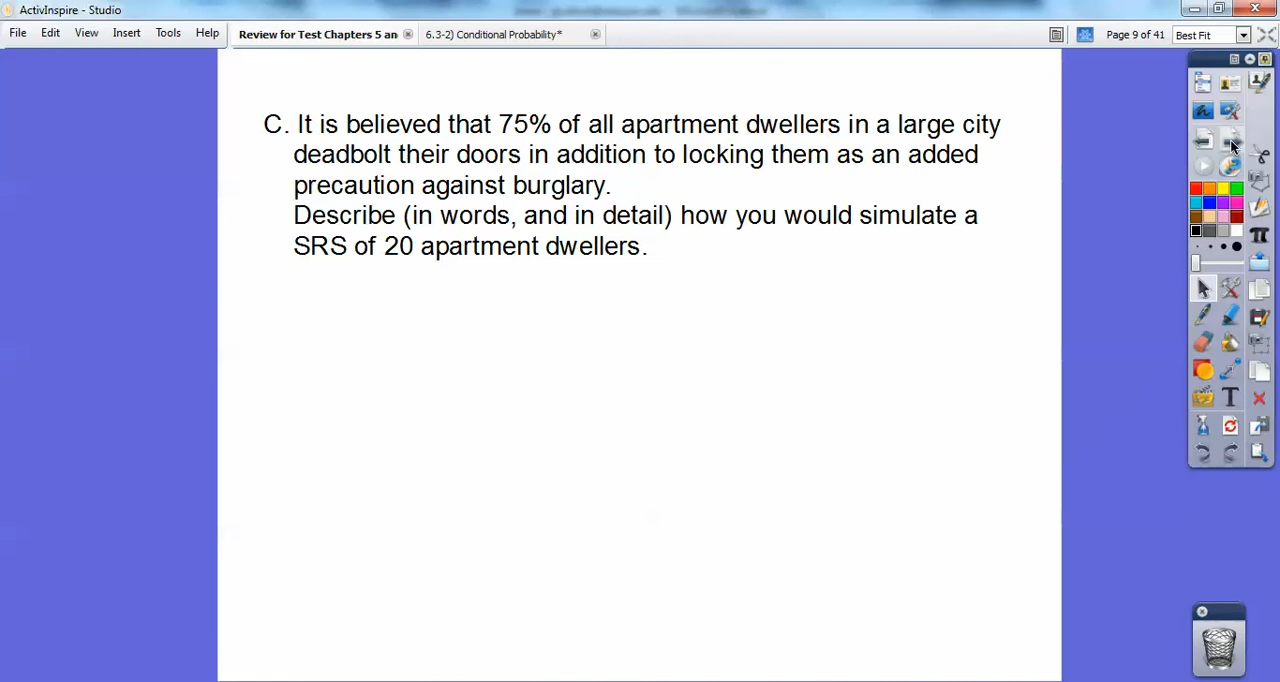 ActivInspire - Studio
File Edit View Insert Tools Help
Review for Test Chapters 5 an 6.3-2) Conditional Probability*
Page 9 of 41 Best Fit
C. It is believed that 75% of all apartment dwellers in a large city
deadbolt their doors in addition to locking them as an added
precaution against burglary.
Describe (in words, and in detail) how you would simulate a
SRS of 20 apartment dwellers.